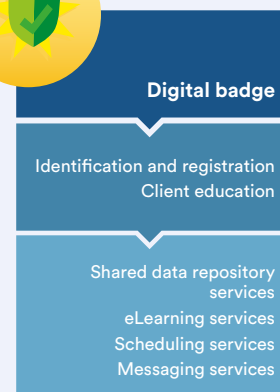 Digital badge
Identification and registration
Client education
Shared data repository
services
eLearning services
Scheduling services
Messaging services